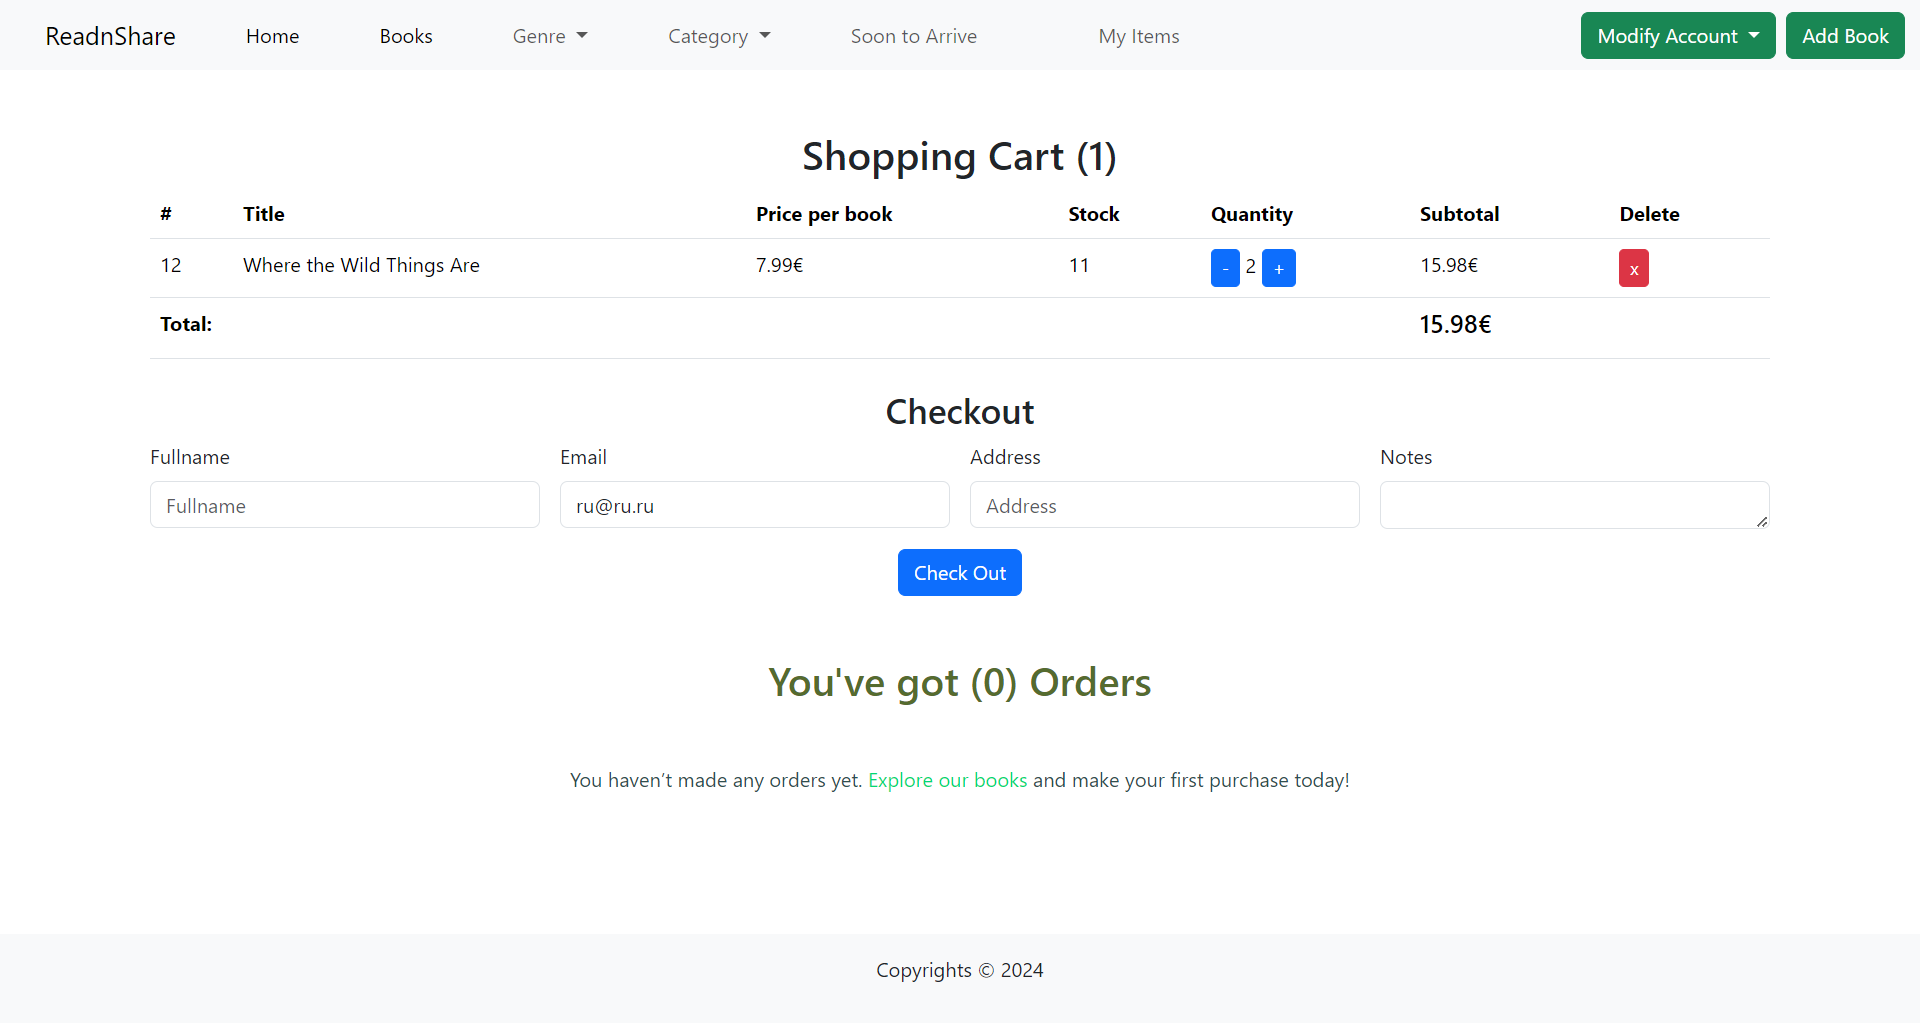 ReadnShare Home Books Genre Category Soon to Arrive My Items Modify Account Add Book
Shopping Cart (1)
# Title Price per book Stock Quantity Subtotal Delete
12 Where the Wild Things Are 7.99€ 11 - 2 + 15.98€ x
Total: 15.98€
Checkout
Fullname Email Address Notes
Fullname ru@ru.ru Address
Check Out
You've got (0) Orders
You haven’t made any orders yet. Explore our books and make your first purchase today!
Copyrights © 2024